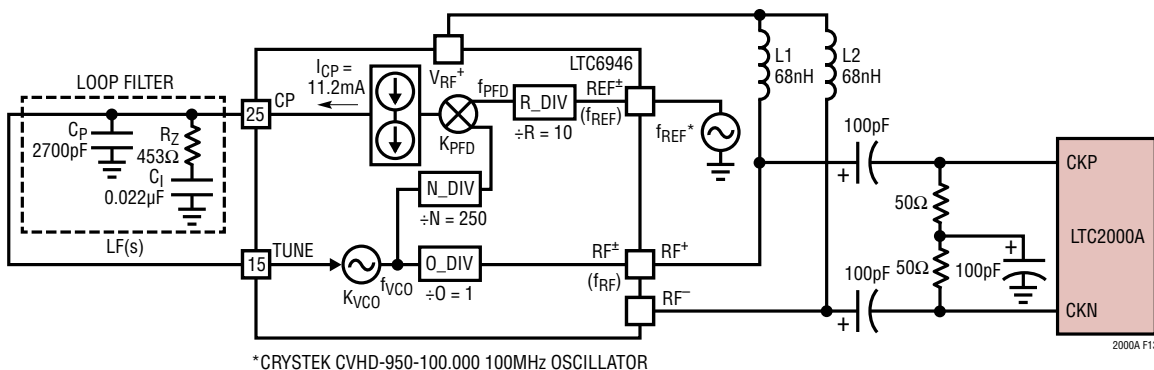 LOOP FILTER
CP
2700pF
RZ
453Ω
CI
0.022µF
LF(s)
25
CP
ICP =
11.2mA
VRF+
LTC6946
fPFD
R_DIV
÷R = 10
REF±
(fREF)
fREF*
KPFD
N_DIV
÷N = 250
15
TUNE
KVCO
fVCO
O_DIV
÷O = 1
RF±
(fRF)
RF+
RF–
L1
68nH
L2
68nH
100pF
+
50Ω
50Ω
+
100pF
100pF
+
CKP
LTC2000A
CKN
2000A F13
*CRYSTEK CVHD-950-100.000 100MHz OSCILLATOR